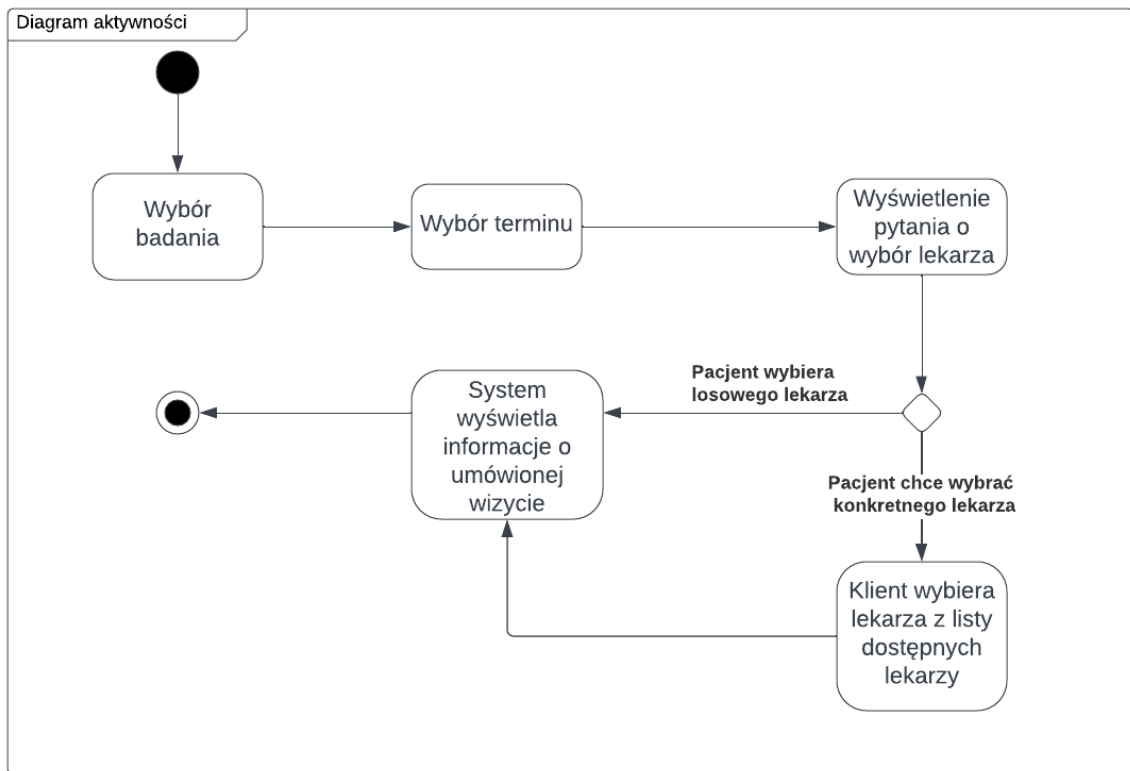 Diagram aktywności
Wybór
badania
Wybór terminu
Wyświetlenie
pytania o
wybór lekarza
Pacjent wybiera
losowego lekarza
System
wyświetla
informacje o
umówionej
wizycie
Pacjent chce wybrać
konkretnego lekarza
Klient wybiera
lekarza z listy
dostępnych
lekarzy